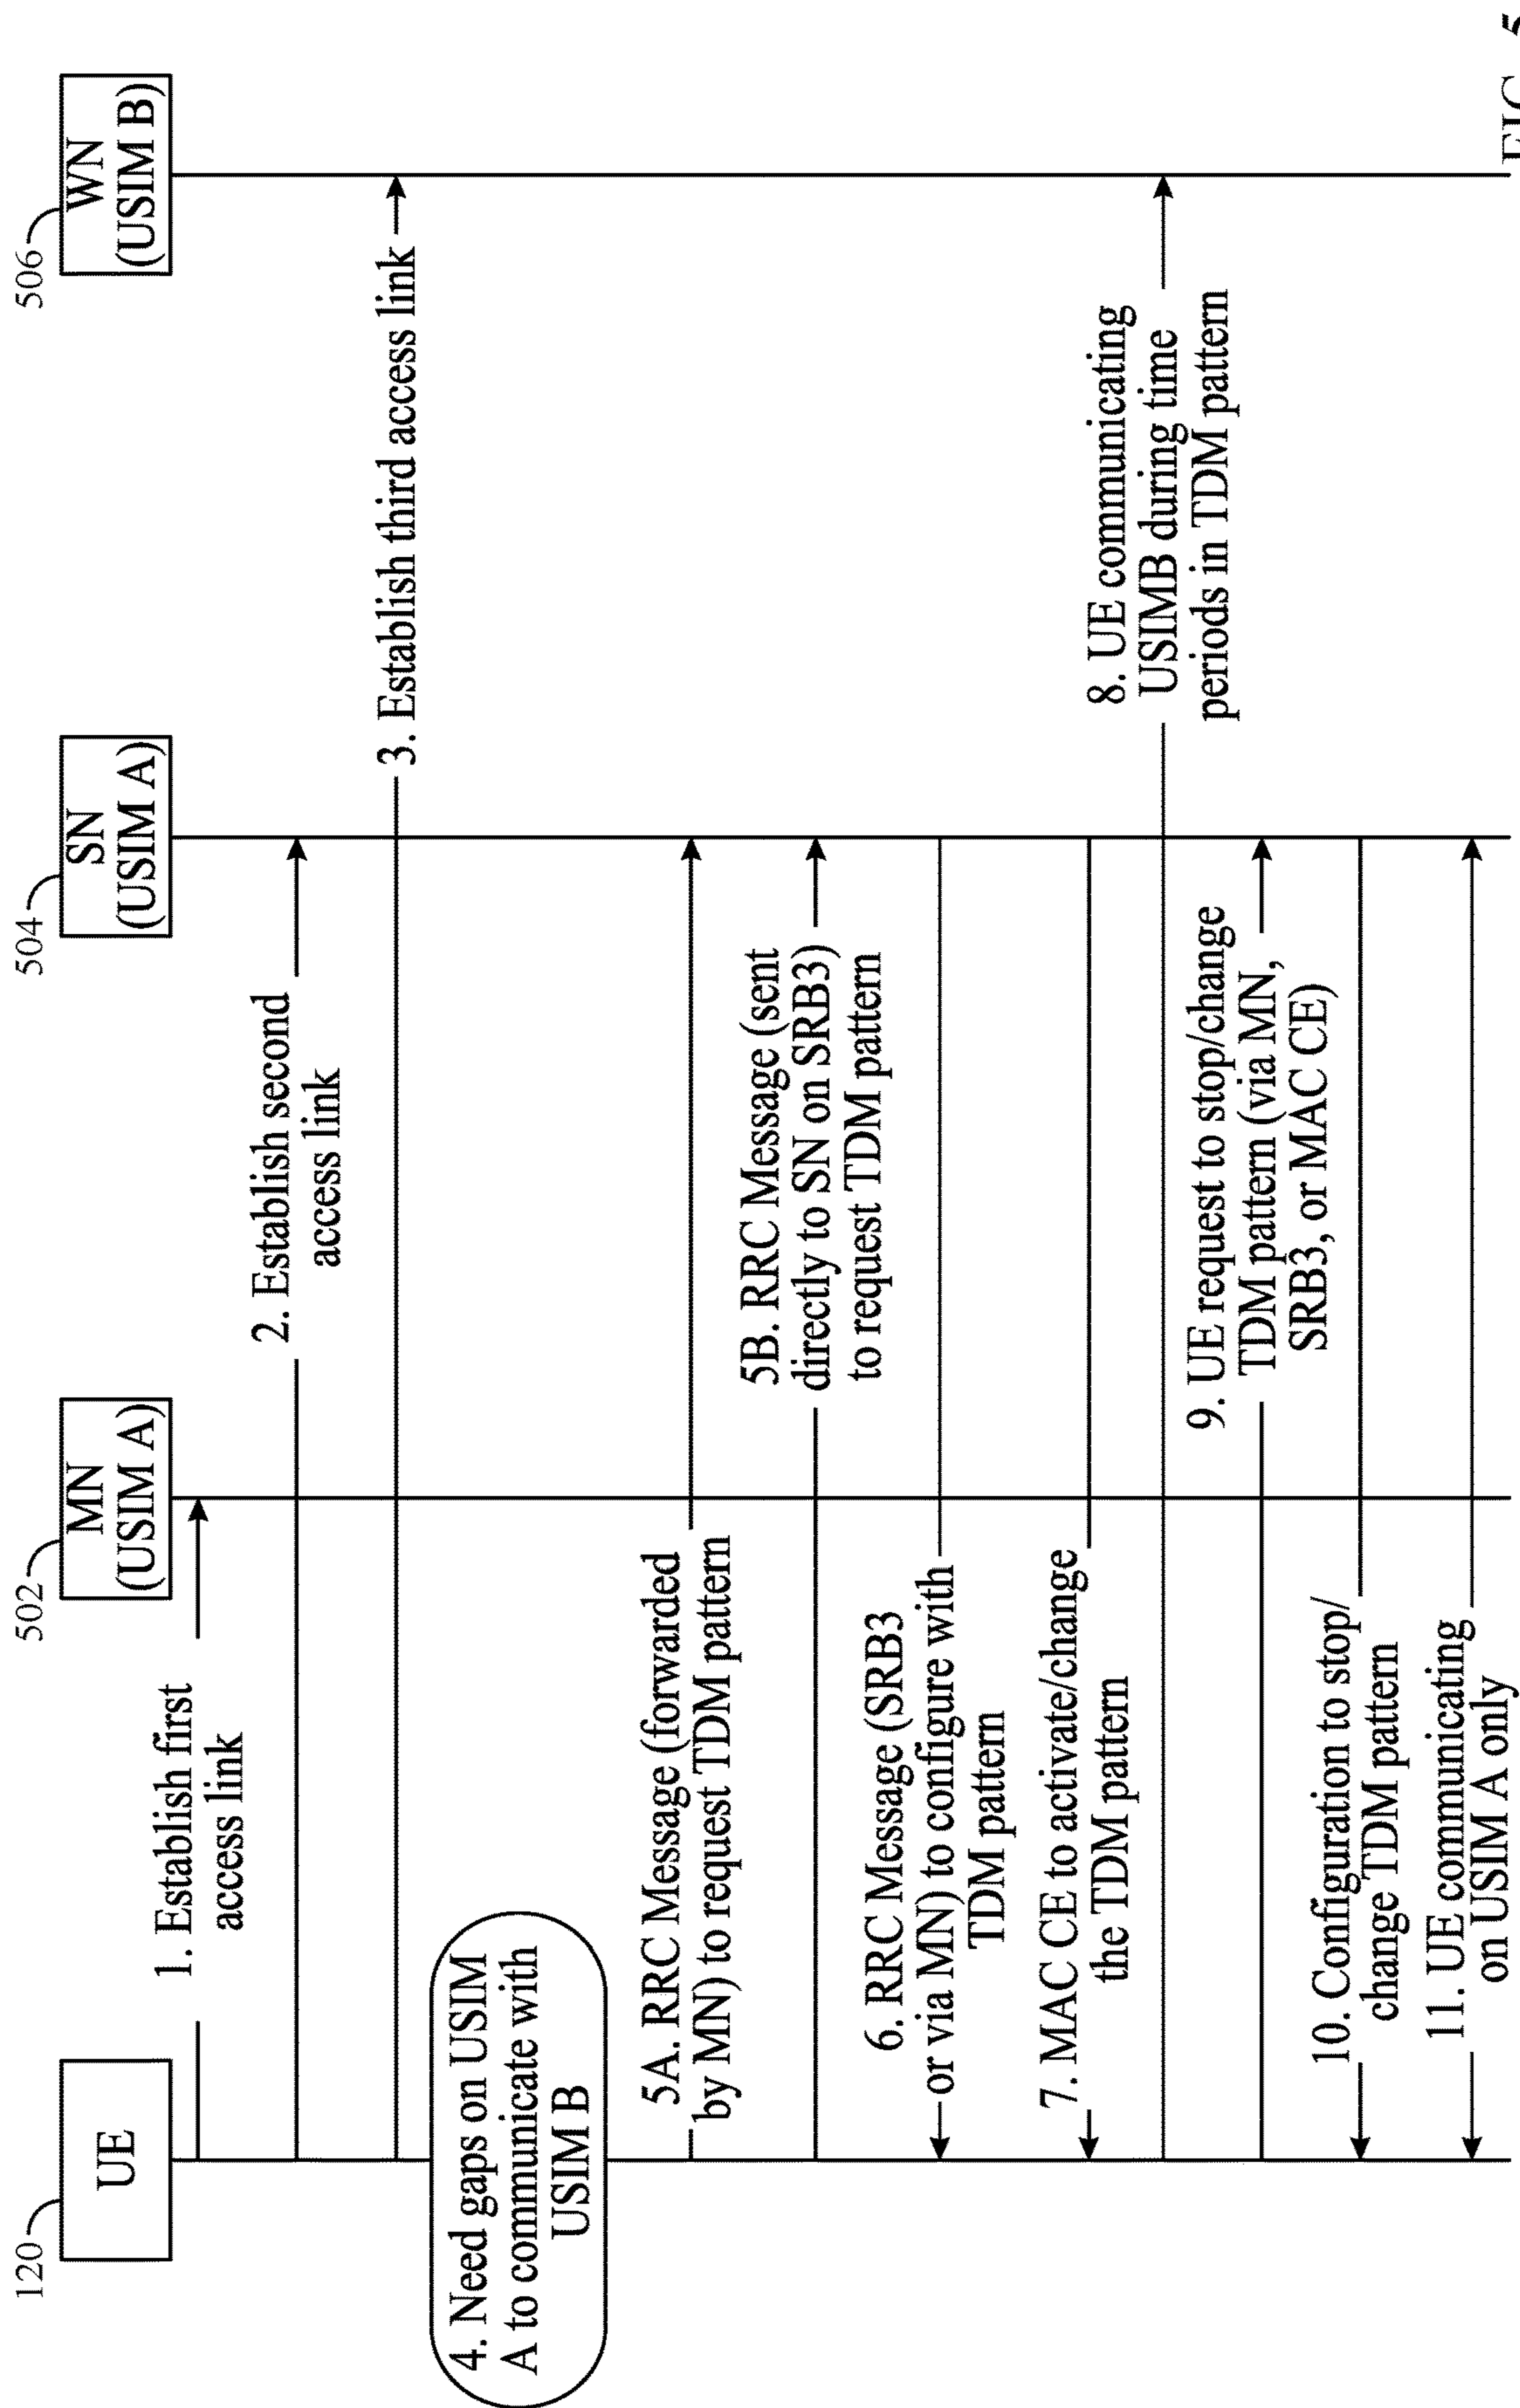 120
UE
502
MN
(USIM A)
504
SN
(USIM A)
506
WN
(USIM B)
1. Establish first
access link
2. Establish second
access link
3. Establish third access link
4. Need gaps on USIM
A to communicate with
USIM B
5A. RRC Message (forwarded
by MN) to request TDM pattern
5B. RRC Message (sent
directly to SN on SRB3)
to request TDM pattern
6. RRC Message (SRB3
or via MN) to configure with
TDM pattern
7. MAC CE to activate/change
the TDM pattern
8. UE communicating
USIMB during time
periods in TDM pattern
9. UE request to stop/change
TDM pattern (via MN,
SRB3, or MAC CE)
10. Configuration to stop/
change TDM pattern
11. UE communicating
on USIM A only